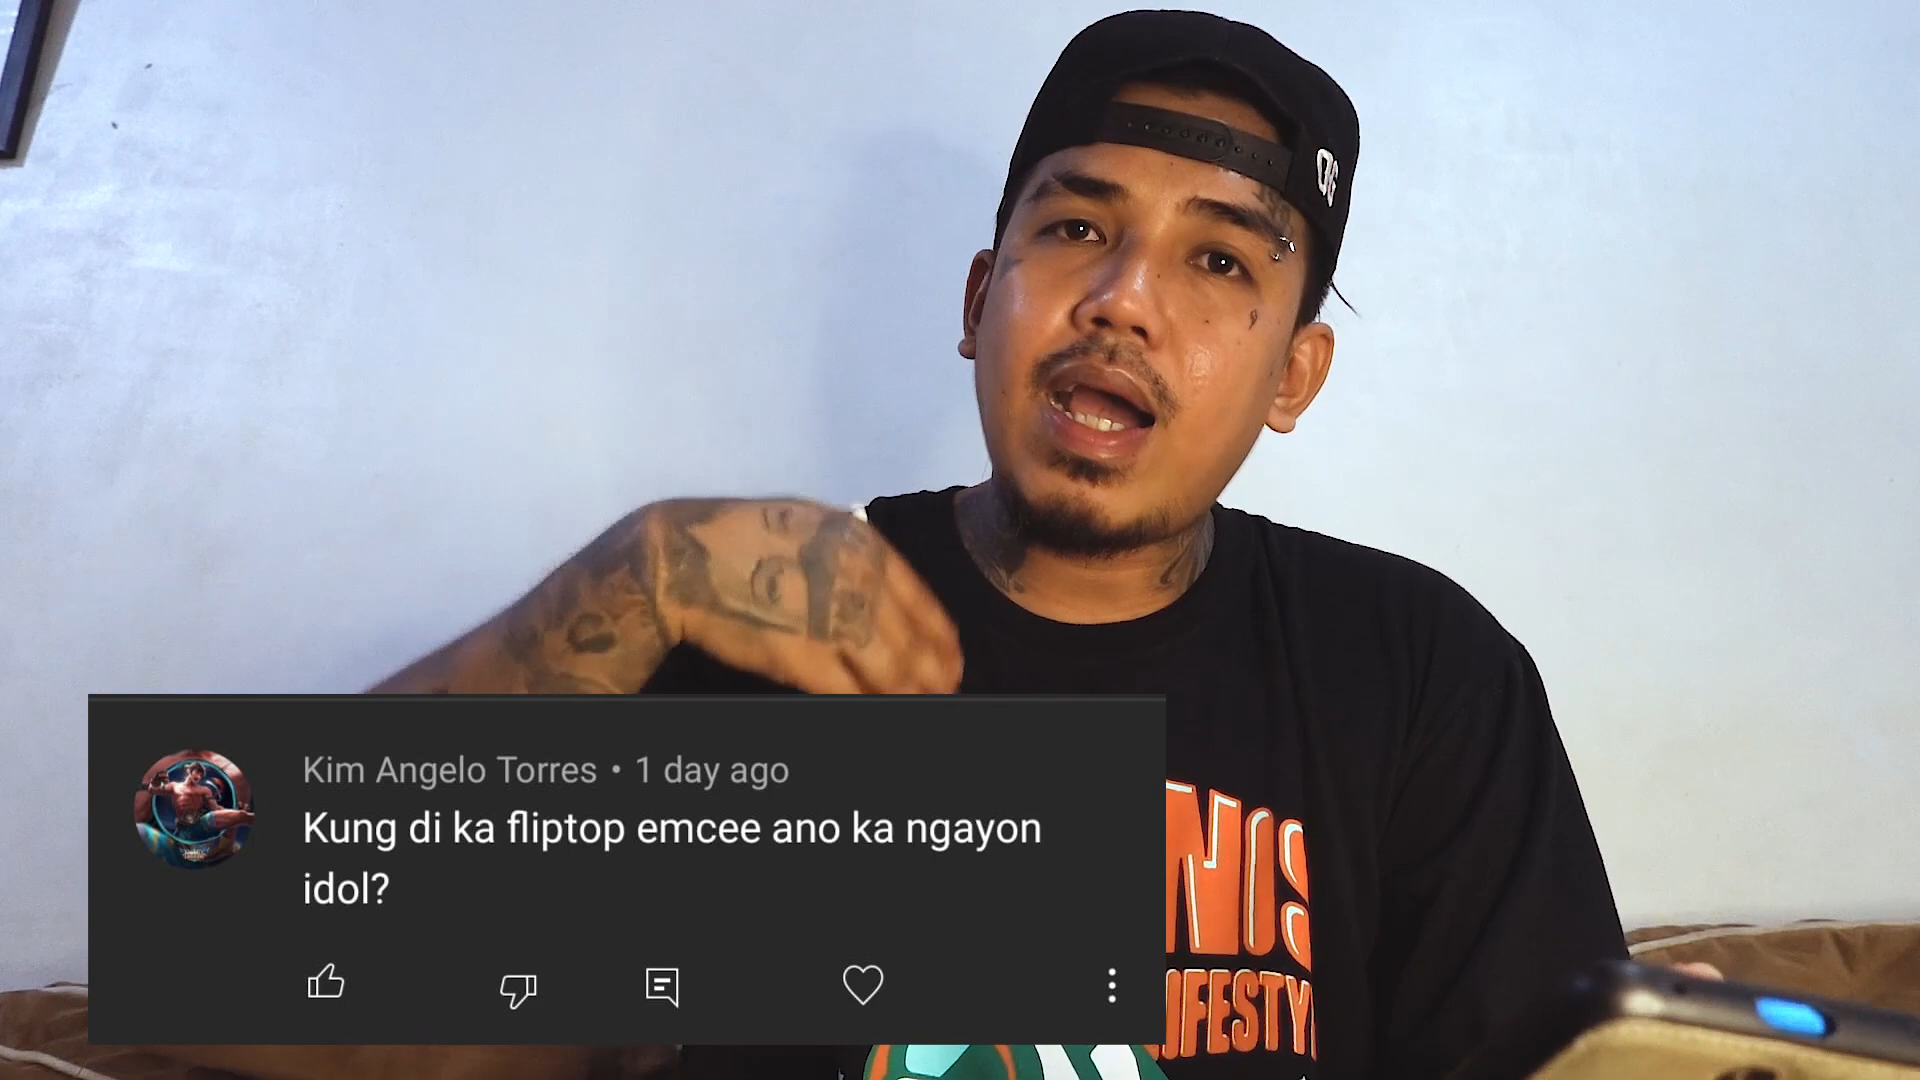 Kim Angelo Torres • 1 day ago
Kung di ka fliptop emcee ano ka ngayon
idol?